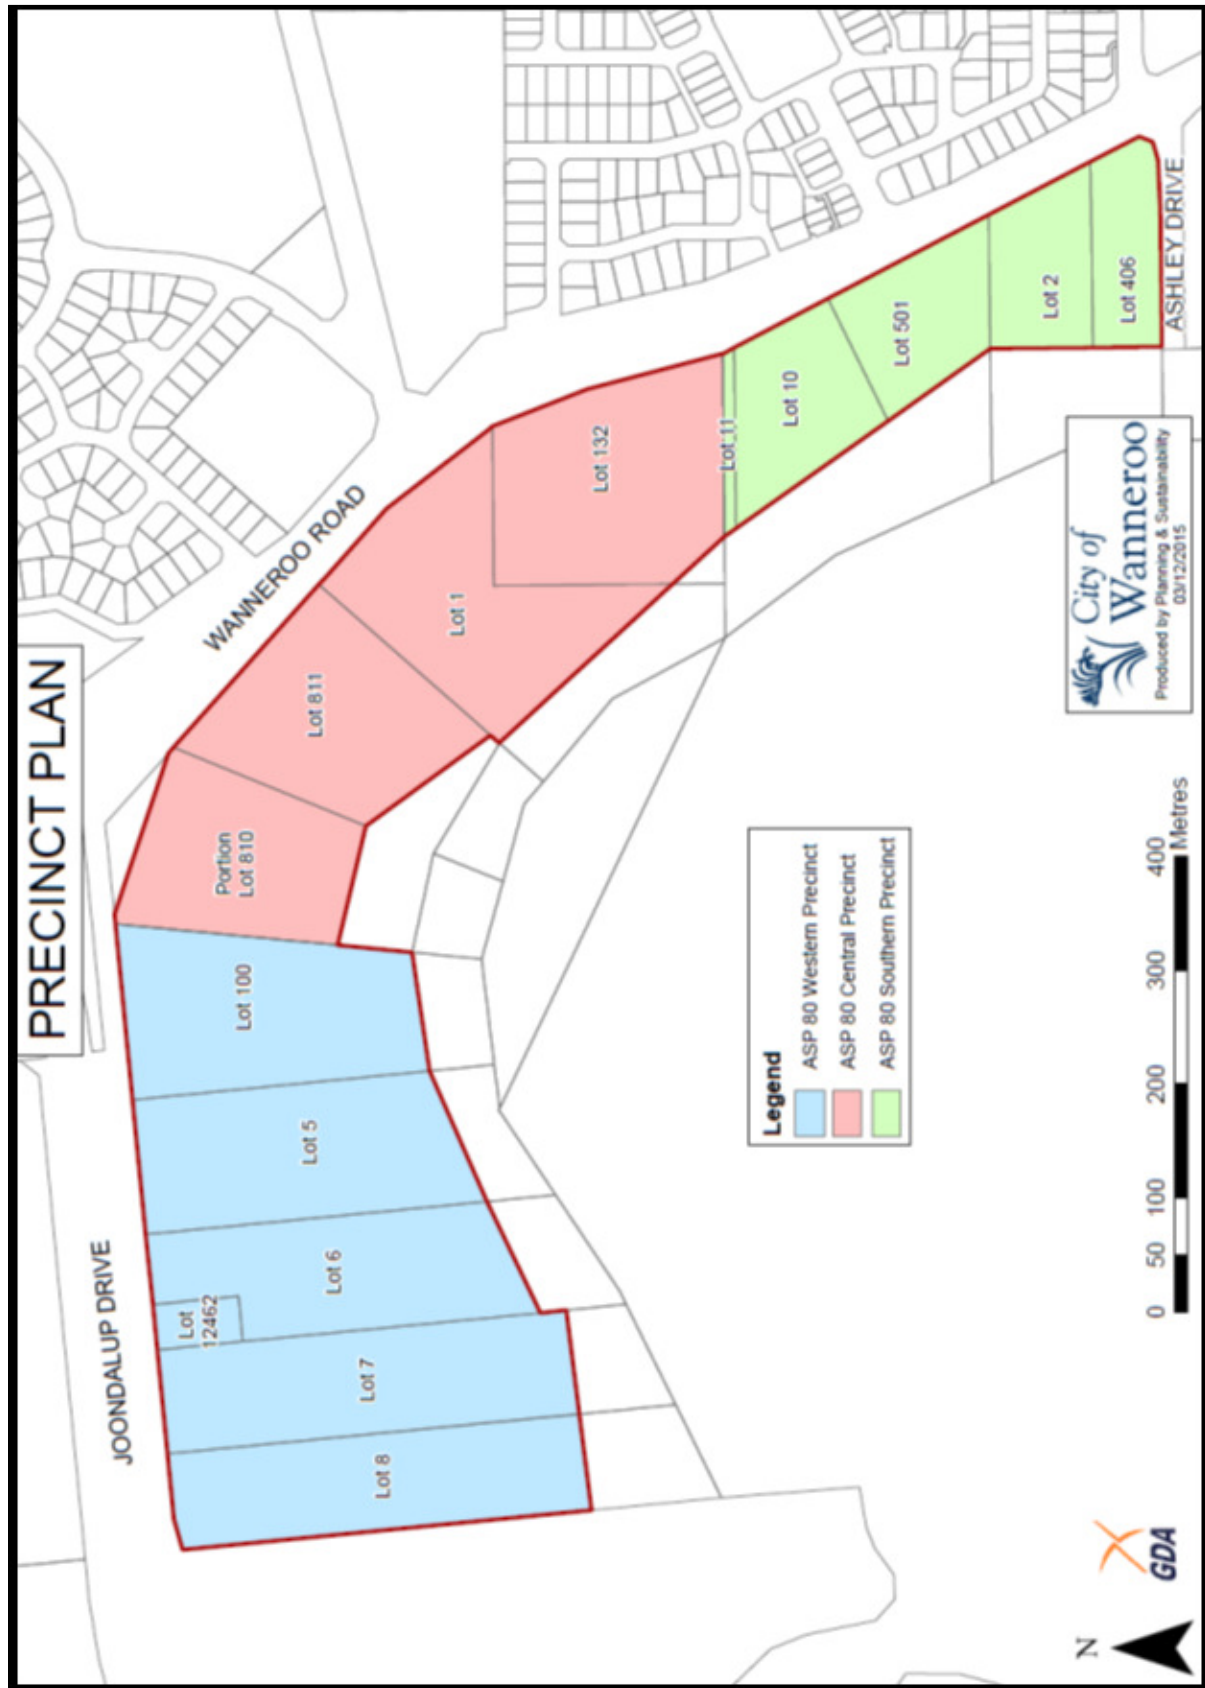 PRECINCT PLAN
JOONDALUP DRIVE
WANNEROO ROAD
ASHLEY DRIVE
Lot 8
Lot 7
Lot
12462
Lot 6
Lot 5
Lot 100
Portion
Lot 810
Lot 811
Lot 1
Lot 132
Lot 11
Lot 10
Lot 501
Lot 2
Lot 406
Legend
ASP 80 Western Precinct
ASP 80 Central Precinct
ASP 80 Southern Precinct
N
GDA
0 50 100 200 300 400
Metres
City of
Wanneroo
Produced by Planning & Sustainability
03/12/2015